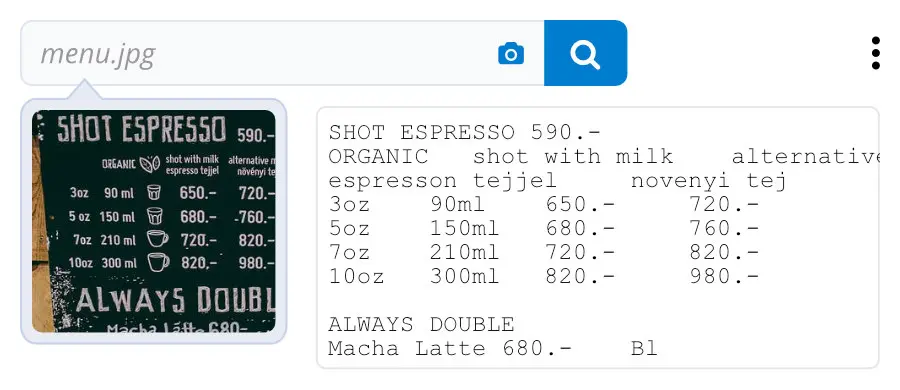 menu.jpg
SHOT ESPRESSO 590.-
ORGANIC shot with milk alternative m
espresso tejjel növényi tej
3oz 90 ml 650.- 720.-
5 oz 150 ml 680.- .760.-
7oz 210 ml 720.- 820.-
10oz 300 ml 820.- 980.-
ALWAYS DOUBL
Macha Látte 680.-
SHOT ESPRESSO 590.-
ORGANIC shot with milk alternative
espresson tejjel novenyi tej
3oz 90ml 650.- 720.-
5oz 150ml 680.- 760.-
7oz 210ml 720.- 820.-
10oz 300ml 820.- 980.-
ALWAYS DOUBLE
Macha Latte 680.- Bl